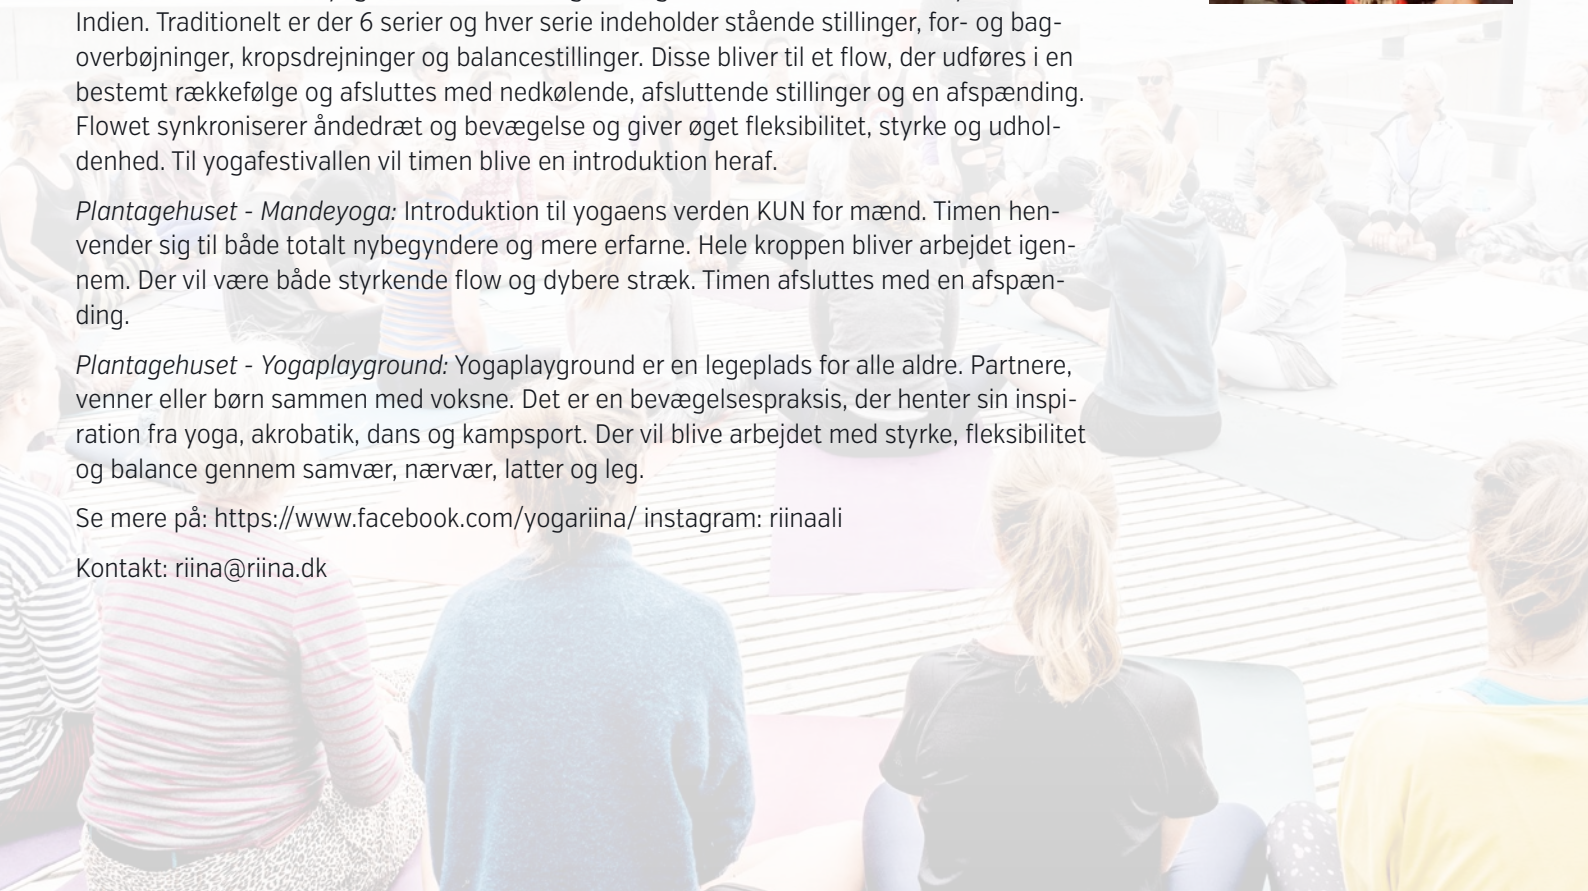 Indien. Traditionelt er der 6 serier og hver serie indeholder stående stillinger, for- og bag-
overbøjninger, kropsdrejninger og balancestillinger. Disse bliver til et flow, der udføres i en
bestemt rækkefølge og afsluttes med nedkølende, afsluttende stillinger og en afspænding.
Flowet synkroniserer åndedræt og bevægelse og giver øget fleksibilitet, styrke og udhol-
denhed. Til yogafestivallen vil timen blive en introduktion heraf.
Plantagehuset - Mandeyoga: Introduktion til yogaens verden KUN for mænd. Timen hen-
vender sig til både totalt nybegyndere og mere erfarne. Hele kroppen bliver arbejdet igen-
nem. Der vil være både styrkende flow og dybere stræk. Timen afsluttes med en afspæn-
ding.
Plantagehuset - Yogaplayground: Yogaplayground er en legeplads for alle aldre. Partnere,
venner eller børn sammen med voksne. Det er en bevægelsespraksis, der henter sin inspi-
ration fra yoga, akrobatik, dans og kampsport. Der vil blive arbejdet med styrke, fleksibilitet
og balance gennem samvær, nærvær, latter og leg.
Se mere på: https://www.facebook.com/yogariina/ instagram: riinaali
Kontakt: riina@riina.dk